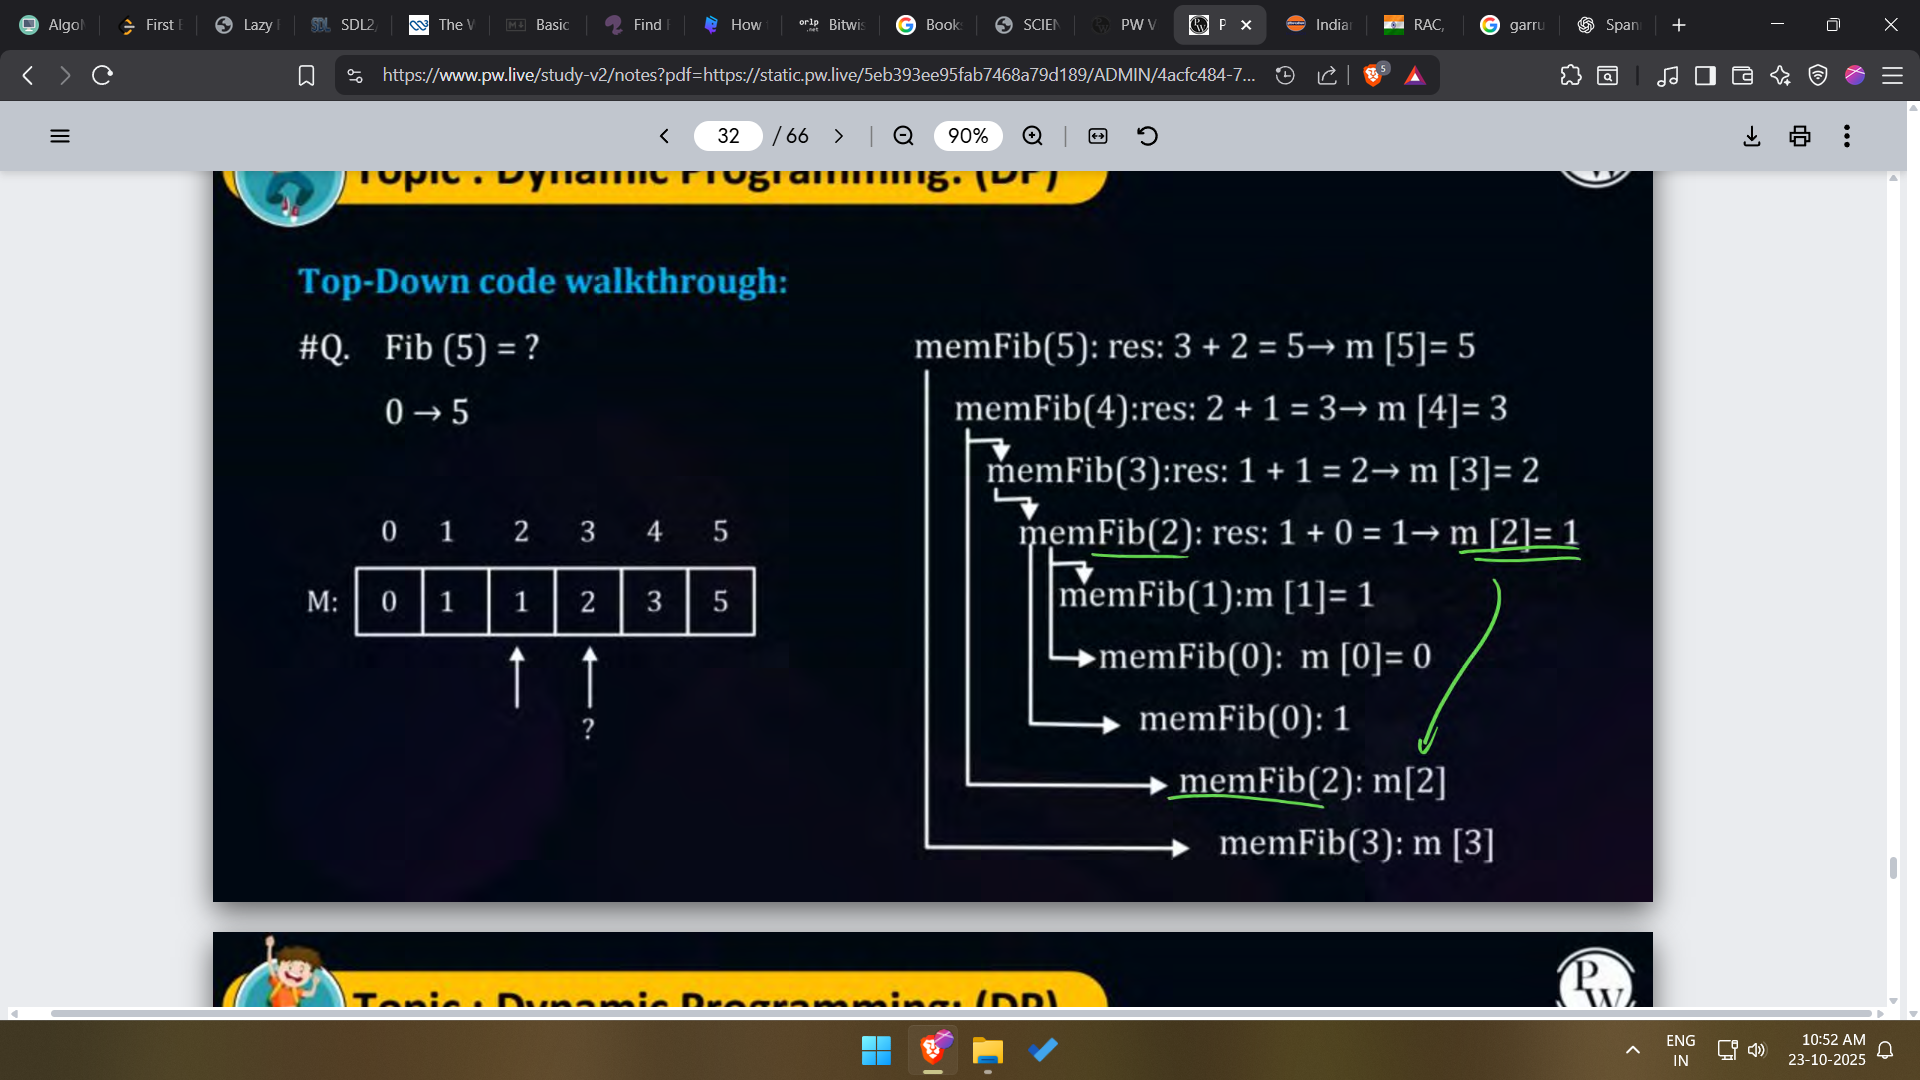 Algo
First E
Lazy
SDL2
The V
Basic
Find
How
Bitwis
Book
SCIEN
PW V
P
India
RAC,
garru
Span
https://www.pw.live/study-v2/notes?pdf=https://static.pw.live/5eb393ee95fab7468a79d189/ADMIN/4acfc484-7...
5
32 / 66
90%
Topic : Dynamic Programming: (DP)
Top-Down code walkthrough:
#Q. Fib (5) = ?
0 → 5
0 1 2 3 4 5
M: 0 1 1 2 3 5
?
memFib(5): res: 3 + 2 = 5→ m [5]= 5
memFib(4):res: 2 + 1 = 3→ m [4]= 3
memFib(3):res: 1 + 1 = 2→ m [3]= 2
memFib(2): res: 1 + 0 = 1→ m [2]= 1
memFib(1):m [1]= 1
memFib(0): m [0]= 0
memFib(0): 1
memFib(2): m[2]
memFib(3): m [3]
Topic : Dynamic Programming: (DP)
PW
ENG
IN
10:52 AM
23-10-2025